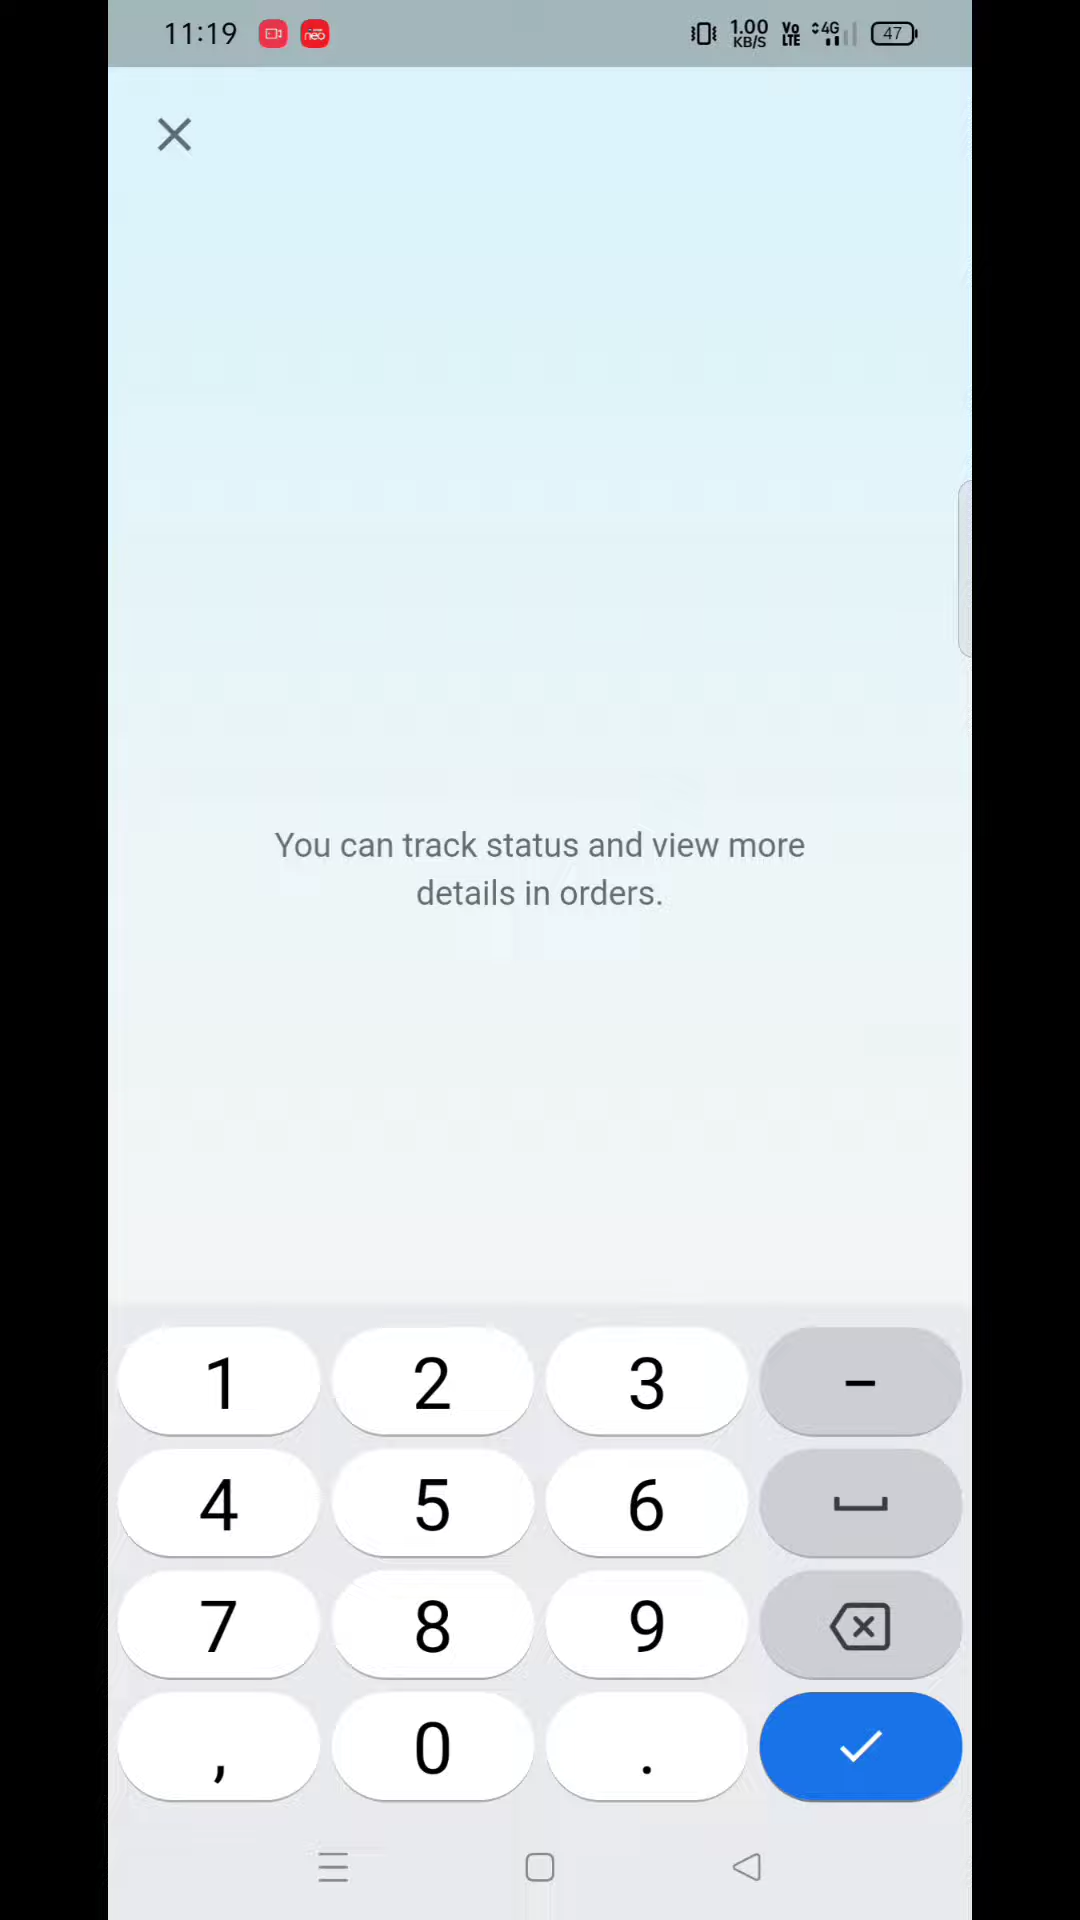 11:19 neo 1.00 KB/S Vo LTE 4G 47
You can track status and view more
details in orders.
1 2 3 -
4 5 6
7 8 9
, 0 .